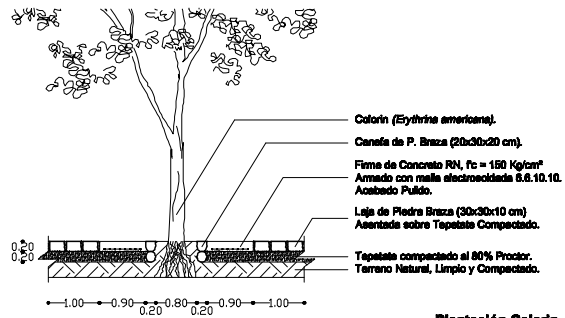 Colorín (Erythrina americana).
Canefa de P. Braza (20x30x20 cm).
Firme de Concreto RN, f'c = 150 Kg/cm²
Armado con malla electrosoldada 6.6.10.10.
Acabado Pulido.
Laja de Piedra Braza (30x30x10 cm)
Asentada sobre Tepetate Compactado.
0.20
0.20
Tepetate compactado al 80% Proctor.
Terreno Natural, Limpio y Compactado.
1.00 0.90 0.20 0.80 0.20 0.90 1.00
Plantación Colorín